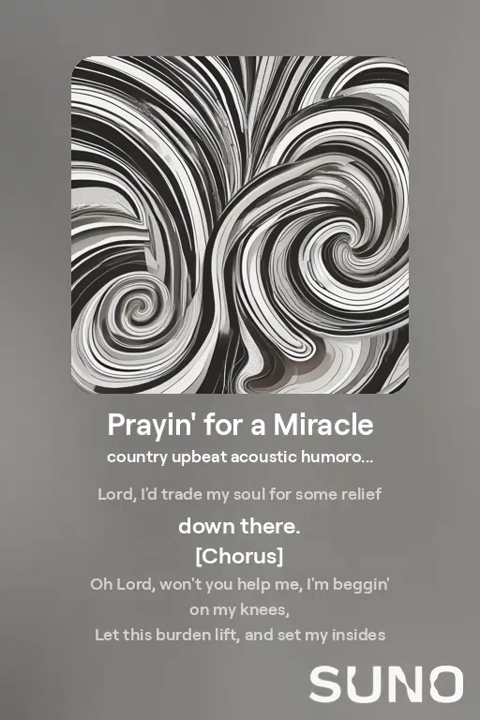 Prayin' for a Miracle
country upbeat acoustic humoro...
Lord, I'd trade my soul for some relief
down there.
[Chorus]
Oh Lord, won't you help me, I'm beggin'
on my knees,
Let this burden lift, and set my insides
SUNO